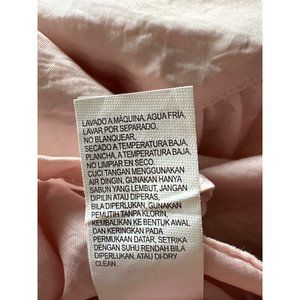 LAVADO A MÁQUINA, AGUA FRÍA,
LAVAR POR SEPARADO,
NO BLANQUEAR,
SECADO A TEMPERATURA BAJA,
PLANCHA, A TEMPERATURA BAJA,
NO LIMPIAR EN SECO.
CUCI TANGAN MENGGUNAKAN
AIR DINGIN, GUNAKAN HANYA
SABUN YANG LEMBUT, JANGAN
DIPILIN ATAU DIPERAS,
BILA DIPERLUKAN, GUNAKAN
PEMUTIH TANPA KLORIN,
KEMBALIKAN KE BENTUK AWAL
DAN KERINGKAN PADA
PERMUKAAN DATAR, SETRIKA
DENGAN SUHU RENDAH BILA
DIPERLUKAN, ATAU DI-DRY
CLEAN.